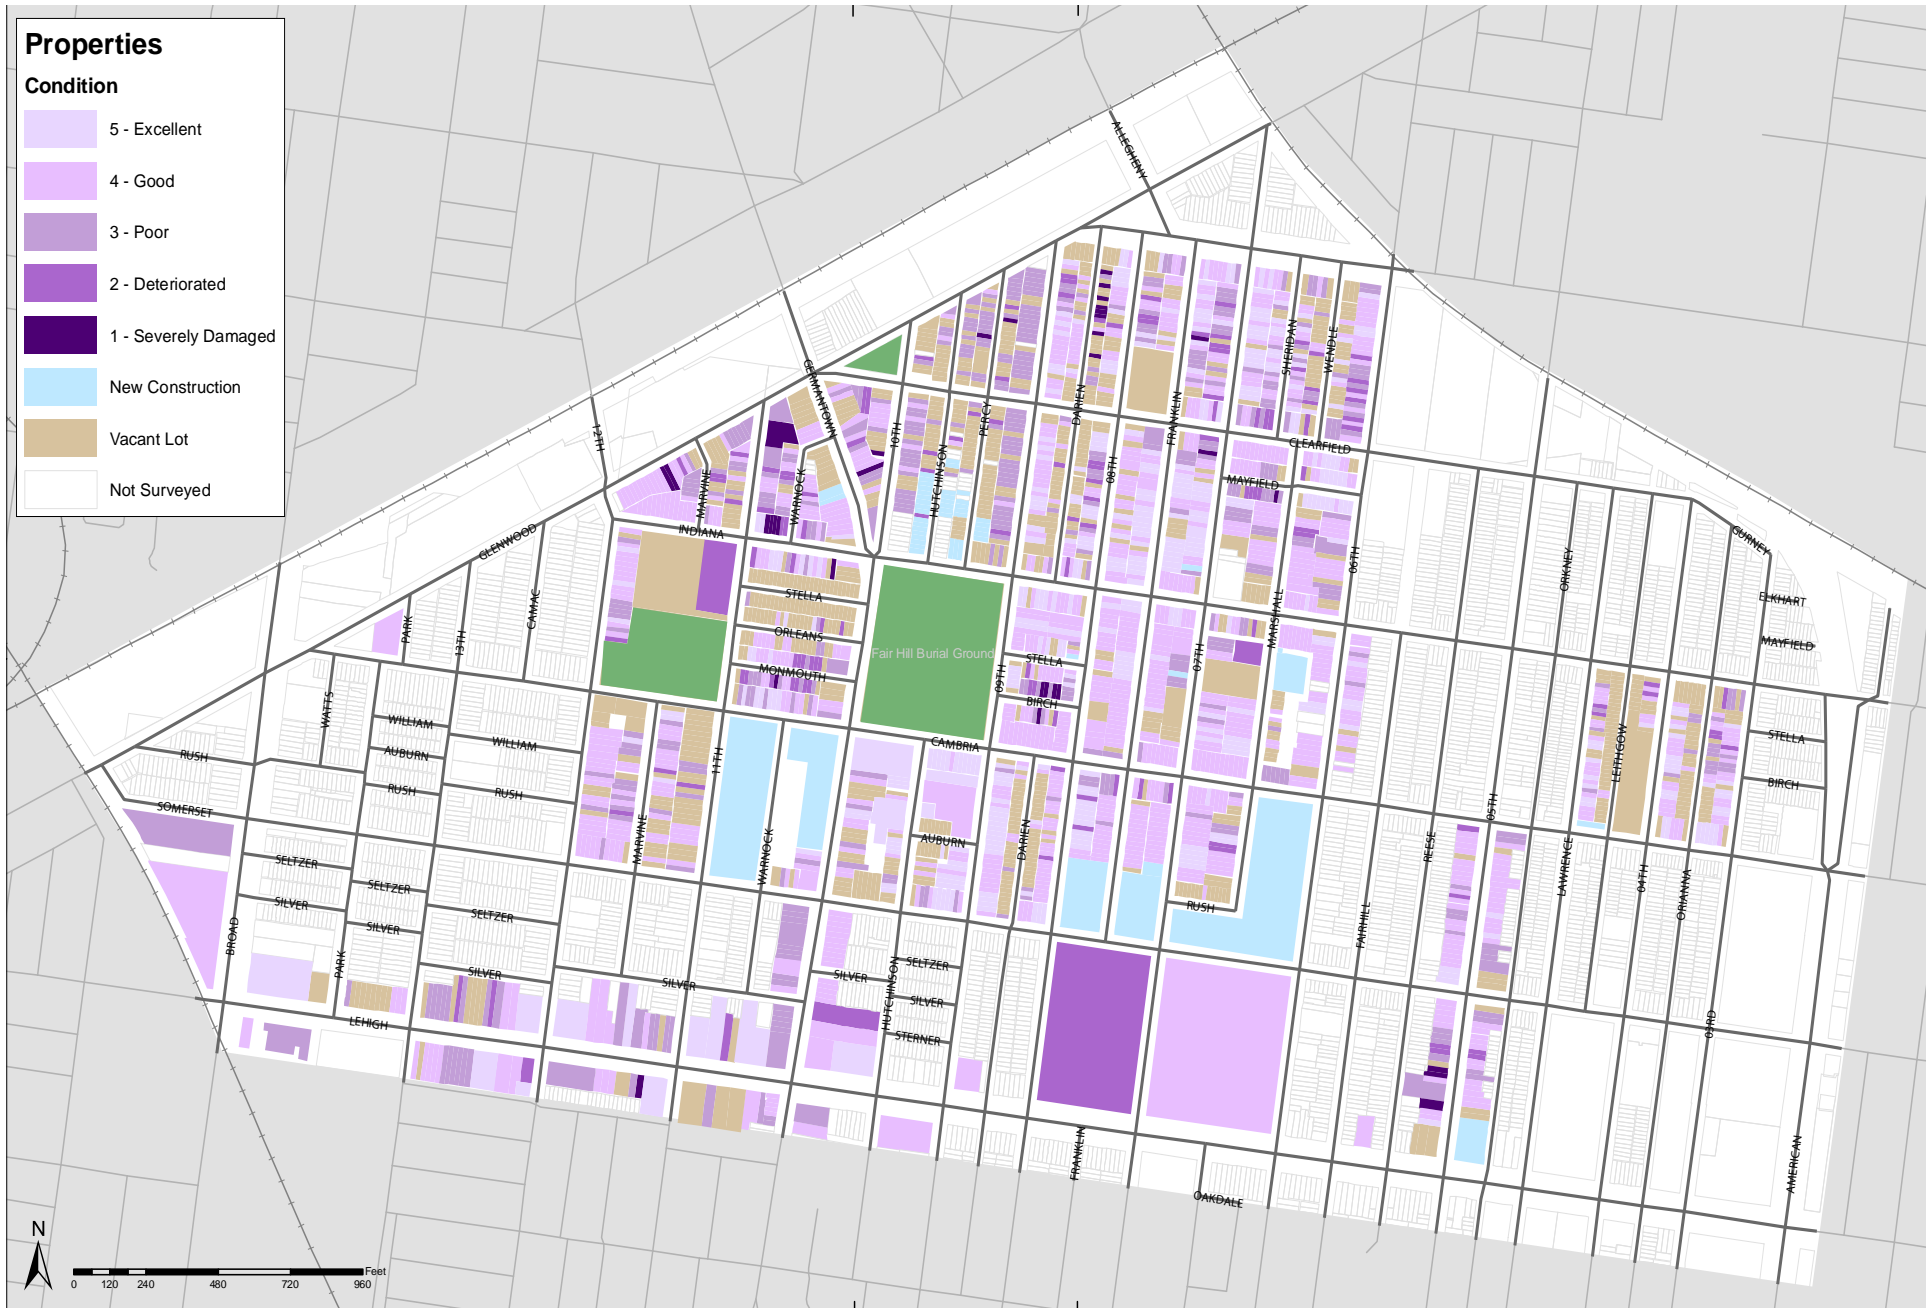 Properties
Condition
5 - Excellent
4 - Good
3 - Poor
2 - Deteriorated
1 - Severely Damaged
New Construction
Vacant Lot
Not Surveyed
ALLEGHENY
GERMANTOWN
12TH
10TH
SHERIDAN
WENDLE
PERCY
DARIEN
FRANKLIN
CLEARFIELD
HUTCHINSON
08TH
MAYFIELD
MARVINE
WARNOCK
INDIANA
GLENWOOD
06TH
ORKNEY
GURNEY
ELKHART
MAYFIELD
PARK
13TH
CAMAC
STELLA
ORLEANS
MONMOUTH
Fair Hill Burial Ground
09TH
STELLA
BIRCH
07TH
MARSHALL
WATTS
WILLIAM
AUBURN
RUSH
WILLIAM
RUSH
RUSH
SOMERSET
11TH
CAMBRIA
LEITHGOW
STELLA
BIRCH
MARVINE
WARNOCK
AUBURN
DARIEN
05TH
REESE
LAWRENCE
04TH
ORIANNA
SELTZER
SELTZER
SELTZER
SILVER
SILVER
SILVER
SILVER
BROAD
PARK
LEHIGH
RUSH
FAIRHILL
SELTZER
SILVER
SILVER
HUTCHINSON
STERNER
03RD
FRANKLIN
OAKDALE
AMERICAN
N
0 120 240 480 720 960 Feet